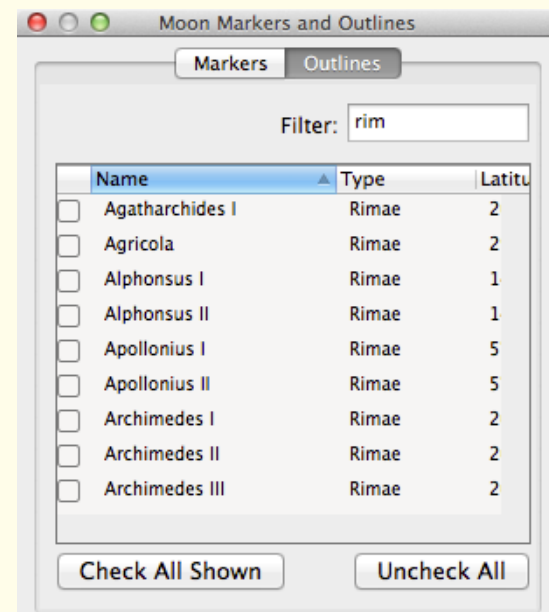 Moon Markers and Outlines
Markers Outlines
Filter: rim
Name Type Latitu
Agatharchides I Rimae 2
Agricola Rimae 2
Alphonsus I Rimae 1
Alphonsus II Rimae 1
Apollonius I Rimae 5
Apollonius II Rimae 5
Archimedes I Rimae 2
Archimedes II Rimae 2
Archimedes III Rimae 2
Check All Shown Uncheck All